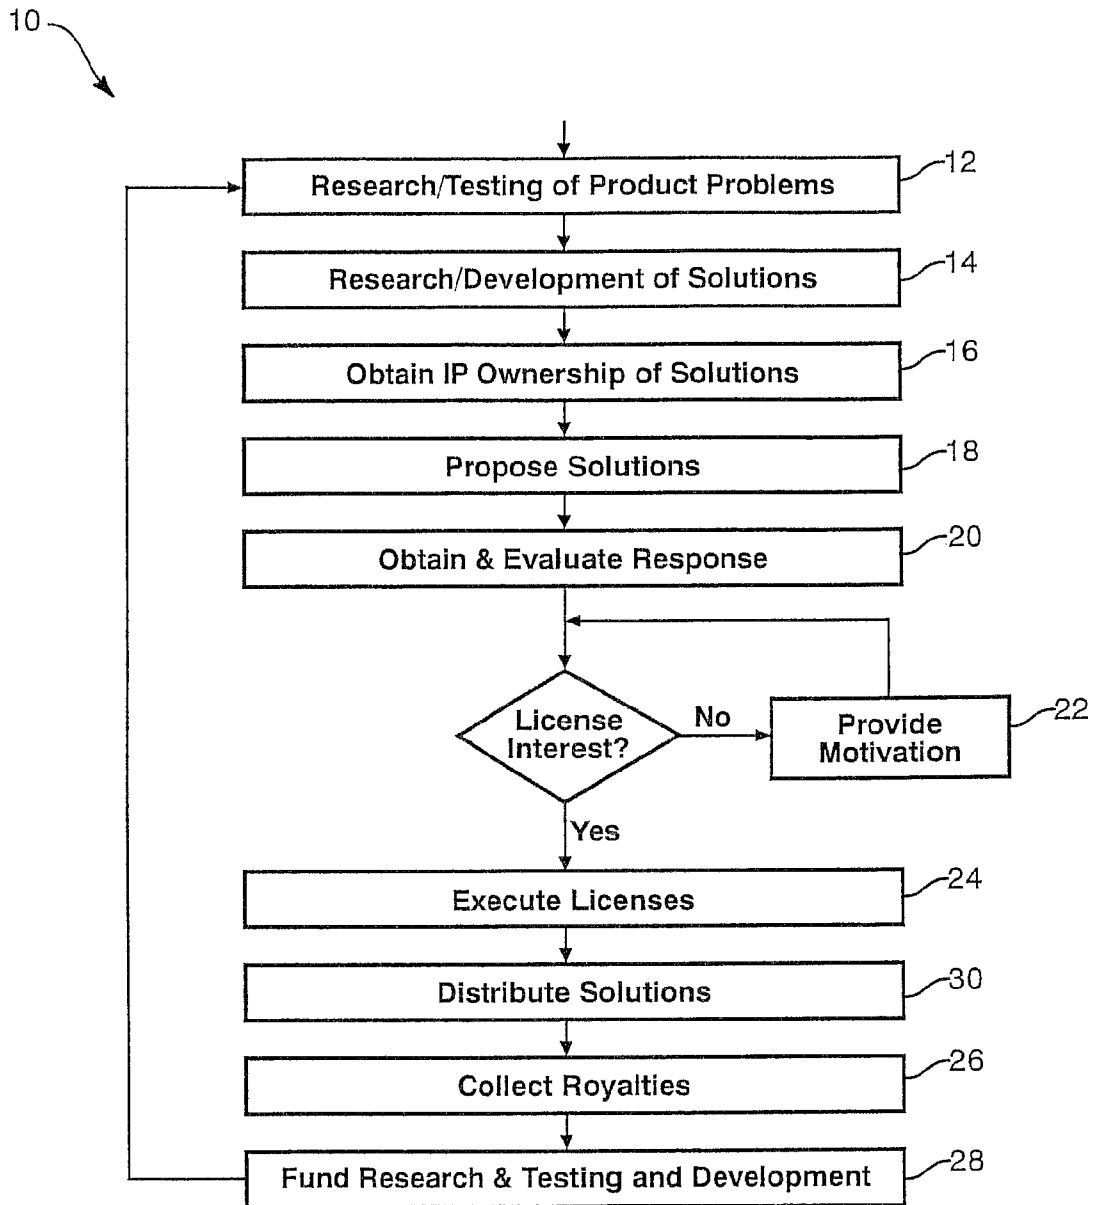 10
Research/Testing of Product Problems
12
Research/Development of Solutions
14
Obtain IP Ownership of Solutions
16
Propose Solutions
18
Obtain & Evaluate Response
20
License
Interest?
No
Provide
Motivation
22
Yes
Execute Licenses
24
Distribute Solutions
30
Collect Royalties
26
Fund Research & Testing and Development
28